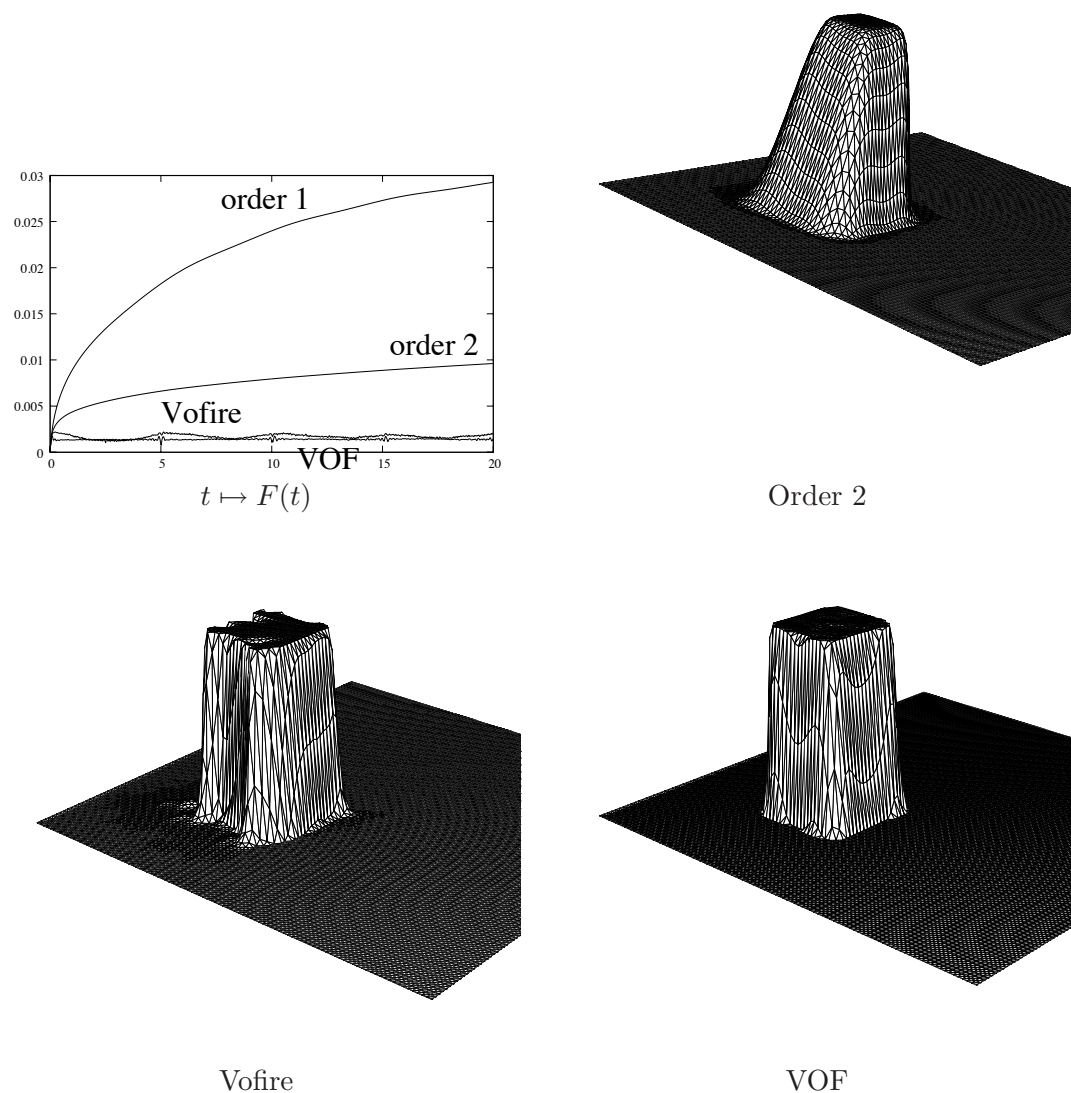 0.03
order 1
0.025
0.02
0.015
order 2
0.01
0.005
Vofire
0
VOF
0 5 10 15 20
t ↦ F(t)
Order 2
Vofire
VOF